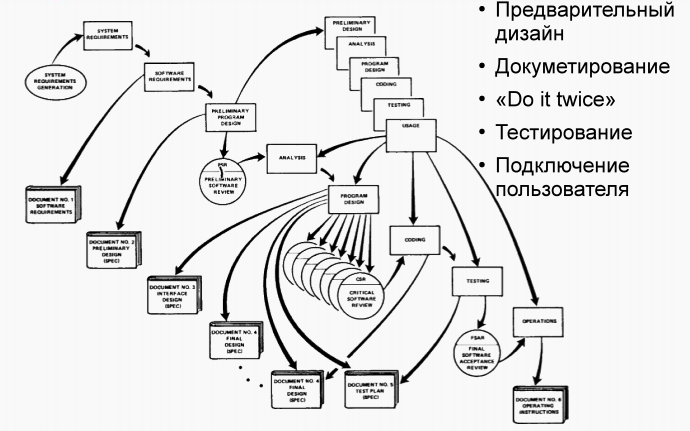 SYSTEM
REQUIREMENTS
SYSTEM
REQUIREMENTS
GENERATION
SOFTWARE
REQUIREMENTS
PRELIMINARY
PROGRAM
DESIGN
PSR
PRELIMINARY
SOFTWARE
REVIEW
ANALYSIS
PROGRAM
DESIGN
PRELIMINARY
DESIGN
ANALYSIS
PROGRAM
DESIGN
CODING
TESTING
USAGE
CODING
CSR
CRITICAL
SOFTWARE
REVIEW
TESTING
OPERATIONS
FSAR
FINAL
SOFTWARE
ACCEPTANCE
REVIEW
DOCUMENT NO. 1
SOFTWARE
REQUIREMENTS
DOCUMENT NO. 2
PRELIMINARY
DESIGN
(SPEC)
DOCUMENT NO. 3
INTERFACE
DESIGN
(SPEC)
DOCUMENT NO. 4
FINAL
DESIGN
(SPEC)
DOCUMENT NO. 4
FINAL
DESIGN
(SPEC)
DOCUMENT NO. 5
TEST PLAN
(SPEC)
DOCUMENT NO. 6
OPERATING
INSTRUCTIONS
• Предварительный
дизайн
• Докуметирование
• «Do it twice»
• Тестирование
• Подключение
пользователя